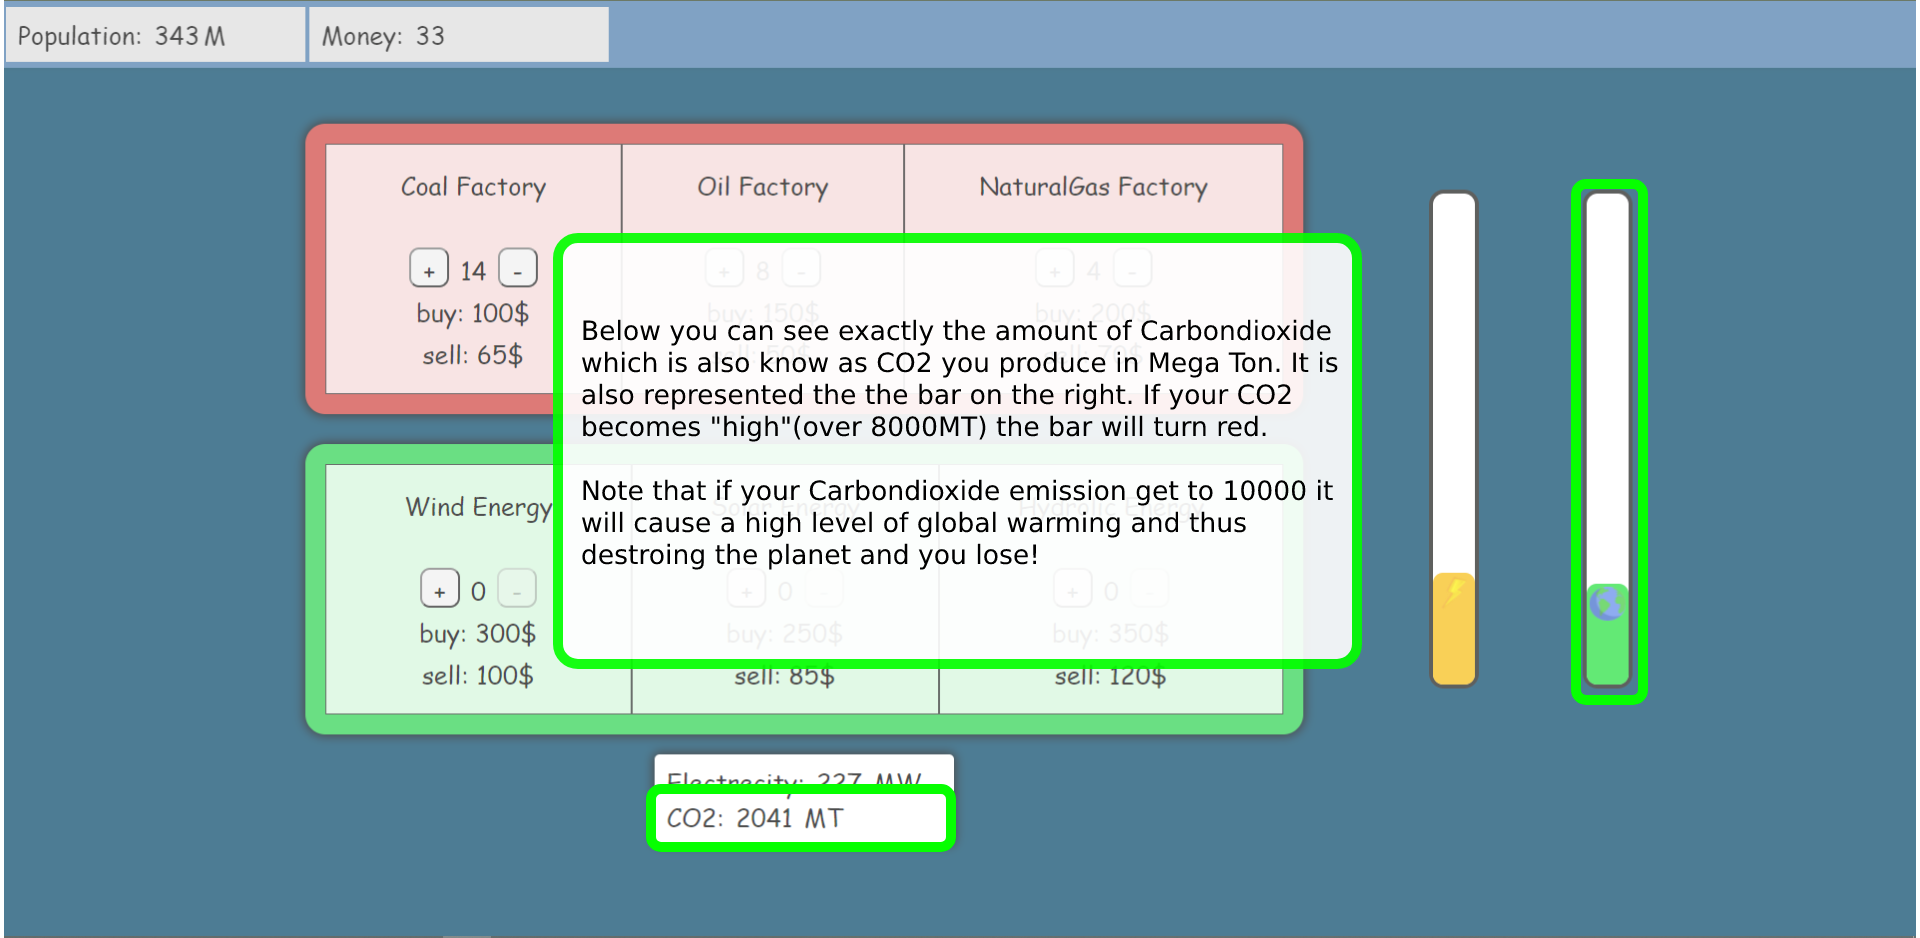 Population: 343 M
Money: 33
Coal Factory
Oil Factory
NaturalGas Factory
+ 14 -
+ 8 -
+ 4 -
buy: 100$
buy: 150$
buy: 200$
sell: 65$
Below you can see exactly the amount of Carbondioxide
which is also know as CO2 you produce in Mega Ton. It is
also represented the the bar on the right. If your CO2
becomes "high"(over 8000MT) the bar will turn red.
Note that if your Carbondioxide emission get to 10000 it
will cause a high level of global warming and thus
destroing the planet and you lose!
Wind Energy
+ 0 -
+ 0 -
+ 0 -
buy: 300$
buy: 250$
buy: 350$
sell: 100$
sell: 85$
sell: 120$
Electrecity: 227 MW
CO2: 2041 MT